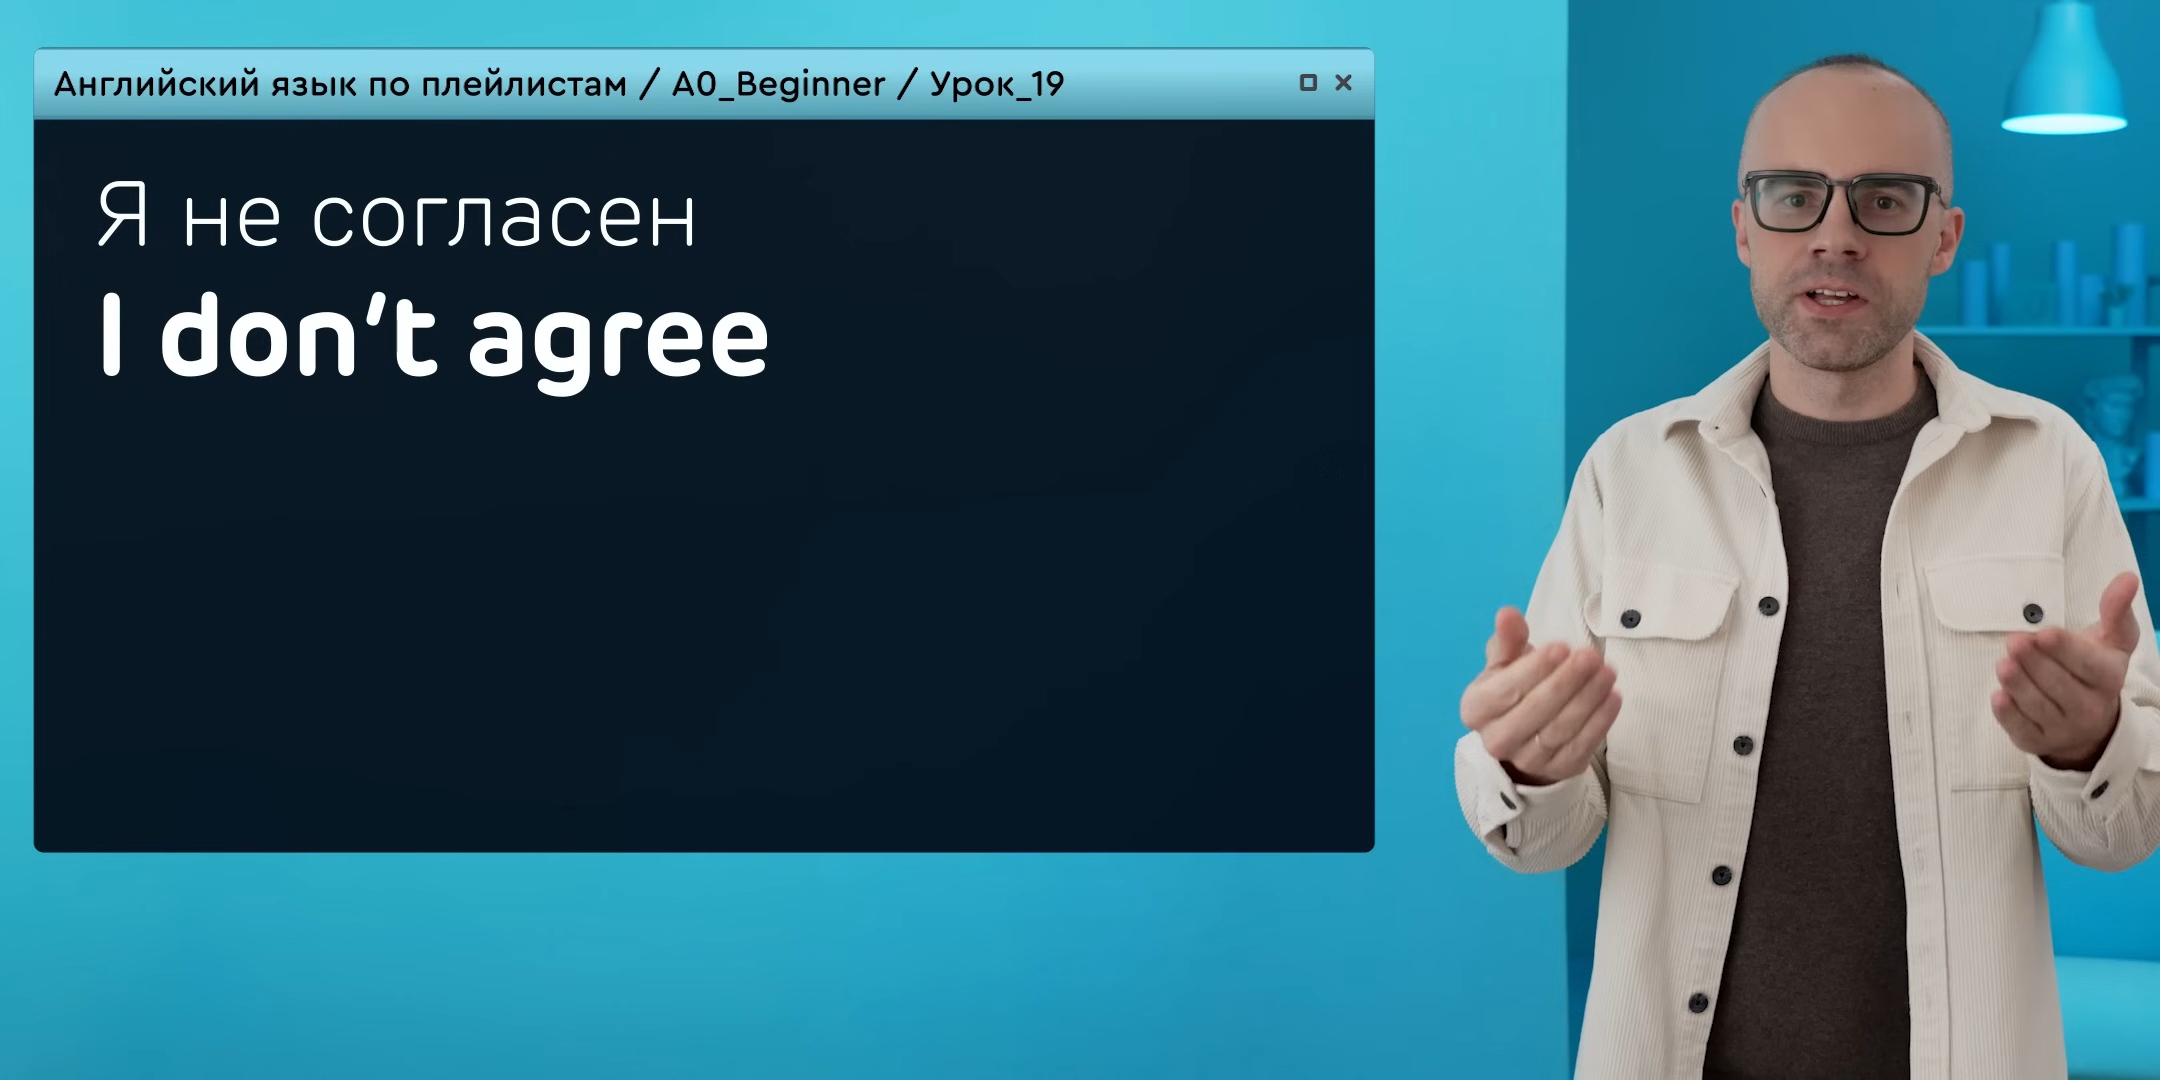 Английский язык по плейлистам / A0_Beginner / Урок_19
Я не согласен
I don't agree